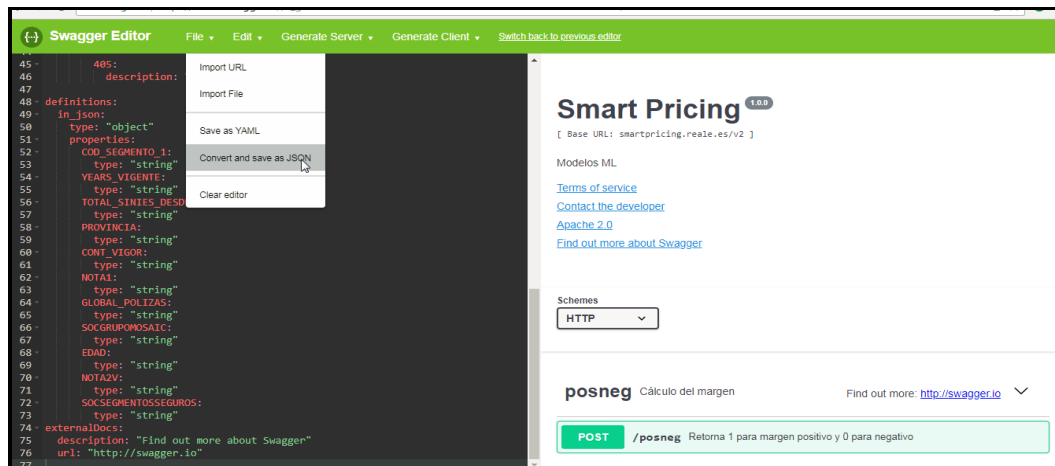 {···} Swagger Editor File Edit Generate Server Generate Client Switch back to previous editor
45 405:
46 description:
47
48 definitions:
49 in_json:
50 type: "object"
51 properties:
52 COD_SEGMENTO_1:
53 type: "string"
54 YEARS_VIGENTE:
55 type: "string"
56 TOTAL_SINIES_DESD
57 type: "string"
58 PROVINCIA:
59 type: "string"
60 CONT_VIGOR:
61 type: "string"
62 NOTA1:
63 type: "string"
64 GLOBAL_POLIZAS:
65 type: "string"
66 SOCGRUPOMOSAIC:
67 type: "string"
68 EDAD:
69 type: "string"
70 NOTA2V:
71 type: "string"
72 SOCSEGMENTOSSEGUROS:
73 type: "string"
74 externalDocs:
75 description: "Find out more about Swagger"
76 url: "http://swagger.io"
77
Import URL
Import File
Save as YAML
Convert and save as JSON
Clear editor
Smart Pricing 1.0.0
[ Base URL: smartpricing.reale.es/v2 ]
Modelos ML
Terms of service
Contact the developer
Apache 2.0
Find out more about Swagger
Schemes
HTTP
posneg Cálculo del margen Find out more: http://swagger.io
POST /posneg Retorna 1 para margen positivo y 0 para negativo